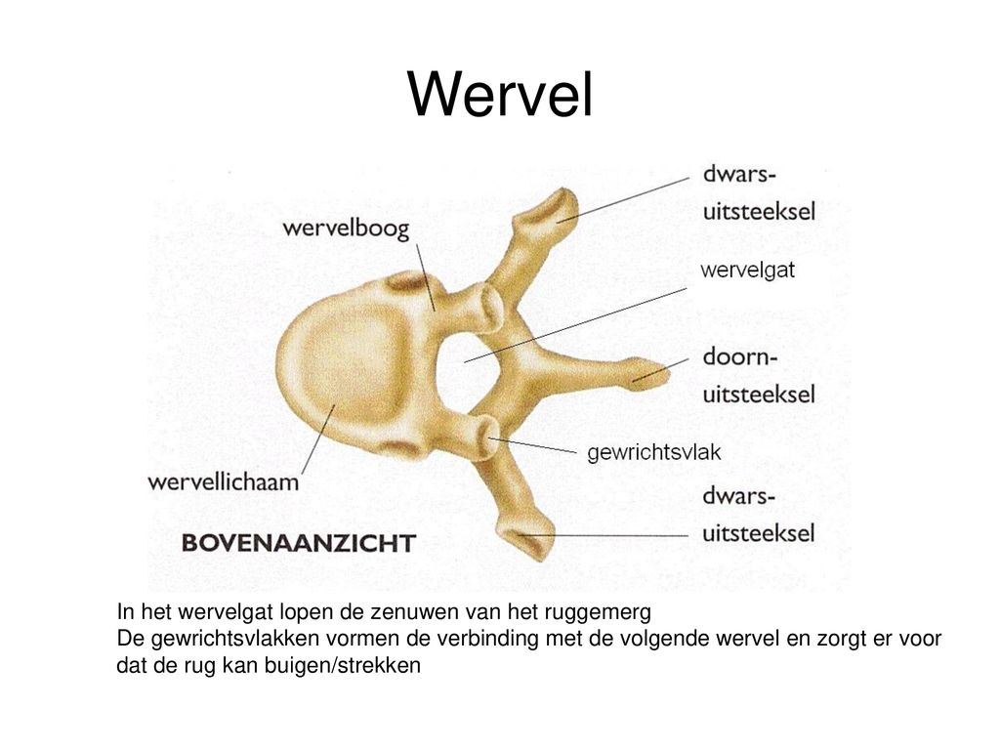 Wervel
dwars-
uitsteeksel
wervelboog
wervelgat
doorn-
uitsteeksel
gewrichtsvlak
wervellichaam
dwars-
uitsteeksel
BOVENAANZICHT
In het wervelgat lopen de zenuwen van het ruggemerg
De gewrichtsvlakken vormen de verbinding met de volgende wervel en zorgt er voor
dat de rug kan buigen/strekken